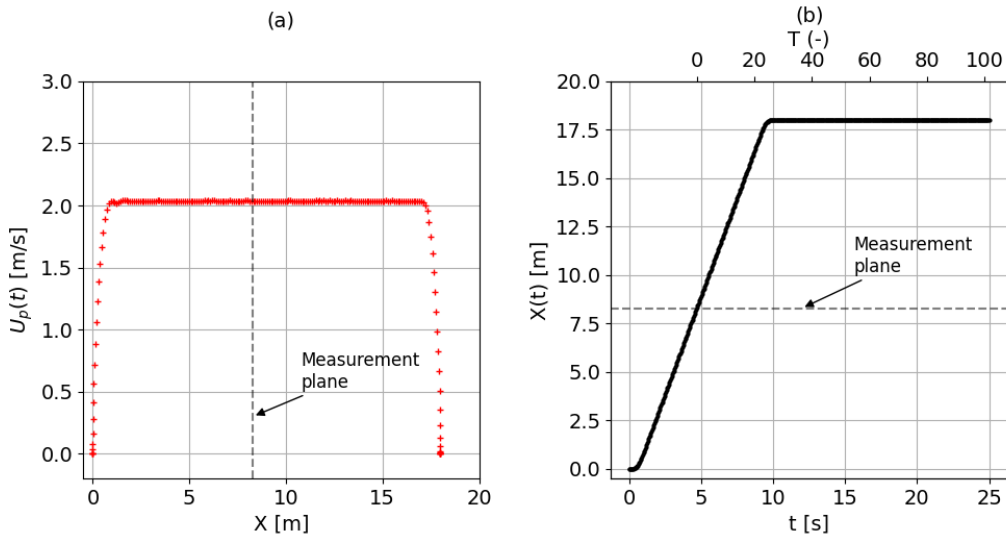 (a)
3.0
2.5
2.0
1.5
1.0
0.5
0.0
U_p(t) [m/s]
Measurement
plane
0 5 10 15 20
X [m]
(b)
T (-)
0 20 40 60 80 100
20.0
17.5
15.0
12.5
10.0
7.5
5.0
2.5
0.0
X(t) [m]
Measurement
plane
0 5 10 15 20 25
t [s]